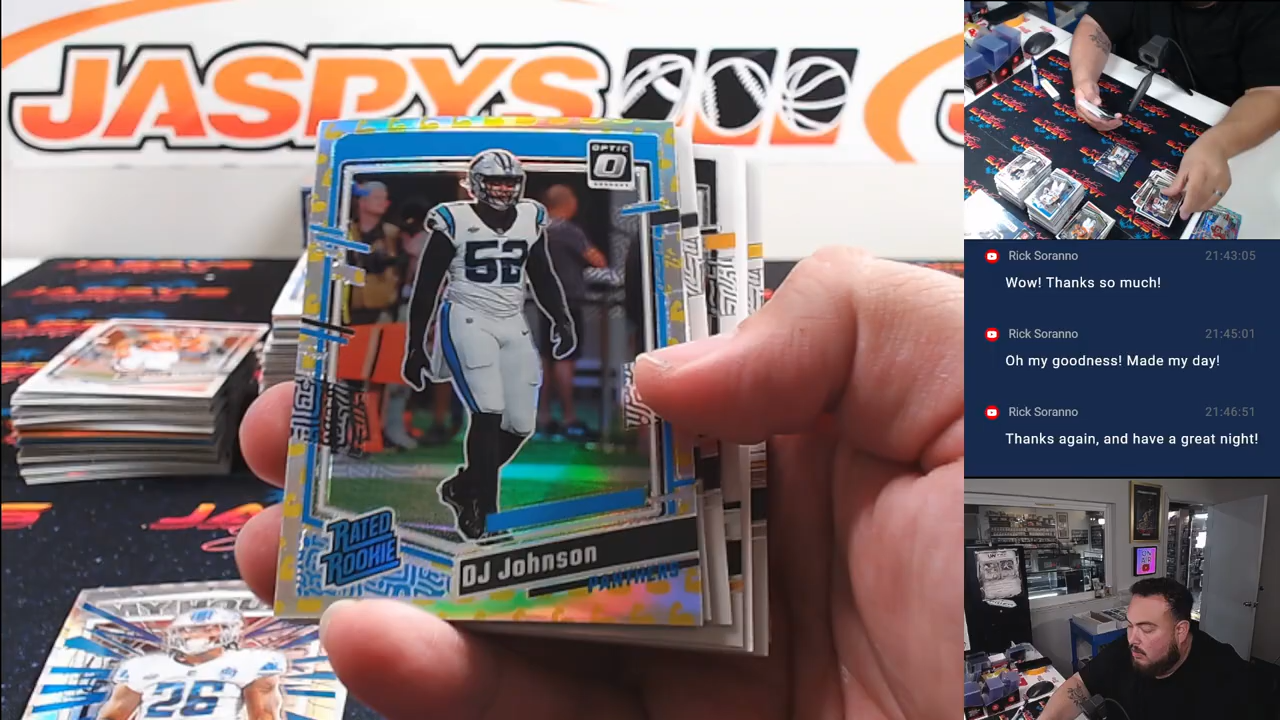 JASPYS
OPTIC
52
RATED
ROOKIE
DJ Johnson
PANTHERS
26
Rick Soranno 21:43:05
Wow! Thanks so much!
Rick Soranno 21:45:01
Oh my goodness! Made my day!
Rick Soranno 21:46:51
Thanks again, and have a great night!